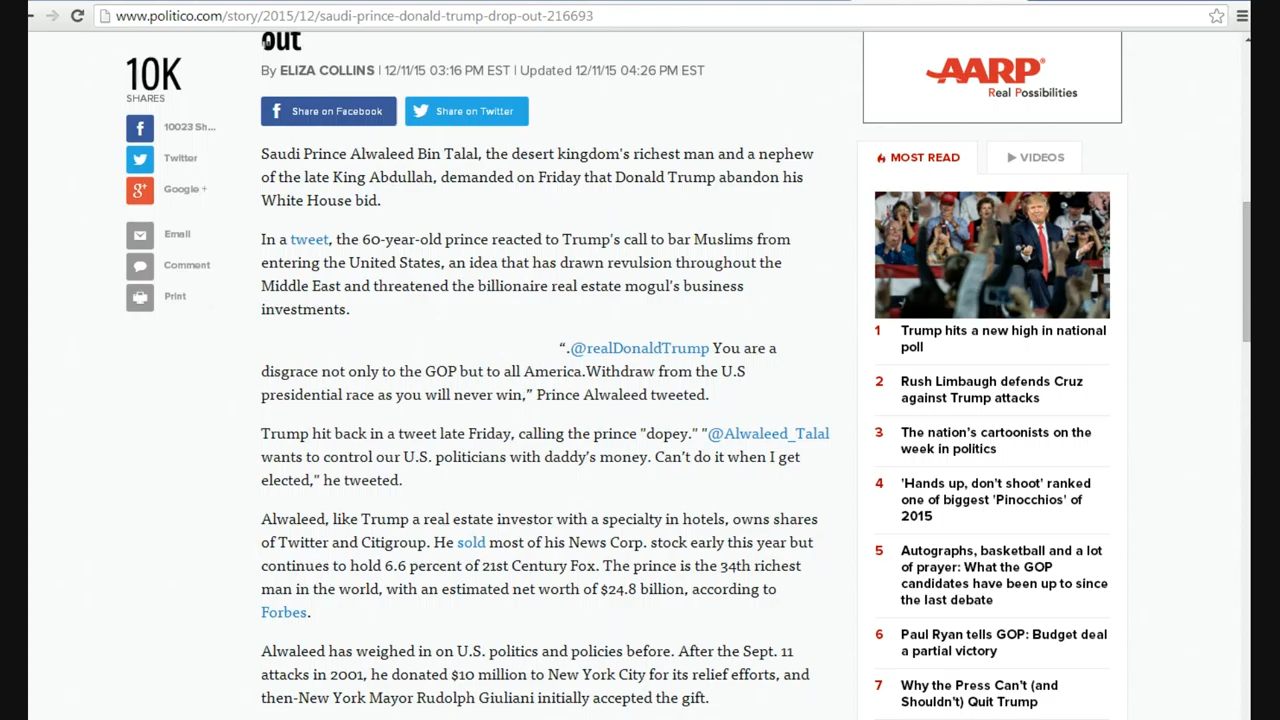 www.politico.com/story/2015/12/saudi-prince-donald-trump-drop-out-216693
out
10K
SHARES
By ELIZA COLLINS | 12/11/15 03:16 PM EST | Updated 12/11/15 04:26 PM EST
Share on Facebook
Share on Twitter
10023 Sh...
Twitter
Google +
Email
Comment
Print
Saudi Prince Alwaleed Bin Talal, the desert kingdom's richest man and a nephew
of the late King Abdullah, demanded on Friday that Donald Trump abandon his
White House bid.
In a tweet, the 60-year-old prince reacted to Trump's call to bar Muslims from
entering the United States, an idea that has drawn revulsion throughout the
Middle East and threatened the billionaire real estate mogul's business
investments.
“.@realDonaldTrump You are a
disgrace not only to the GOP but to all America.Withdraw from the U.S
presidential race as you will never win,” Prince Alwaleed tweeted.
Trump hit back in a tweet late Friday, calling the prince "dopey." "@Alwaleed_Talal
wants to control our U.S. politicians with daddy’s money. Can’t do it when I get
elected," he tweeted.
Alwaleed, like Trump a real estate investor with a specialty in hotels, owns shares
of Twitter and Citigroup. He sold most of his News Corp. stock early this year but
continues to hold 6.6 percent of 21st Century Fox. The prince is the 34th richest
man in the world, with an estimated net worth of $24.8 billion, according to
Forbes.
Alwaleed has weighed in on U.S. politics and policies before. After the Sept. 11
attacks in 2001, he donated $10 million to New York City for its relief efforts, and
then-New York Mayor Rudolph Giuliani initially accepted the gift.
AARP®
Real Possibilities
MOST READ
VIDEOS
1 Trump hits a new high in national
poll
2 Rush Limbaugh defends Cruz
against Trump attacks
3 The nation's cartoonists on the
week in politics
4 'Hands up, don't shoot' ranked
one of biggest 'Pinocchios' of
2015
5 Autographs, basketball and a lot
of prayer: What the GOP
candidates have been up to since
the last debate
6 Paul Ryan tells GOP: Budget deal
a partial victory
7 Why the Press Can't (and
Shouldn't) Quit Trump